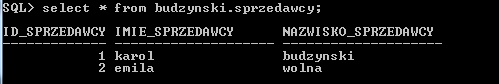 SQL> select * from budzynski.sprzedawcy;
ID_SPRZEDAWCY IMIE_SPRZEDAWCY NAZWISKO_SPRZEDAWCY
1 karol budzynski
2 emila wolna